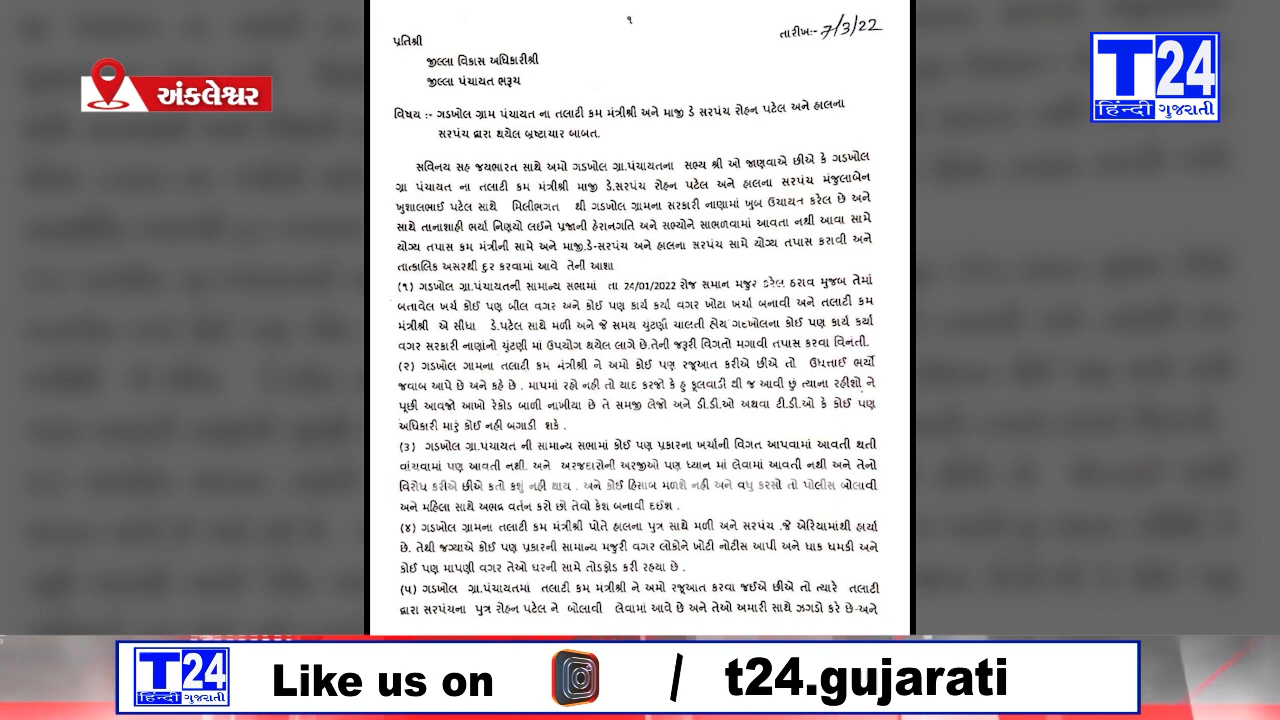 ૧
તારીખ:- 7/3/22
પ્રતિશ્રી
જીલ્લા વિકાસ અધિકારીશ્રી
જીલ્લા પંચાયત ભરૂચ
વિષય :- ગડખોલ ગ્રામ પંચાયત ના તલાટી કમ મંત્રીશ્રી અને માજી ડે સરપંચ રોહન પટેલ અને હાલના
સરપંચ દ્વારા થયેલ ભ્રષ્ટાચાર બાબત.
સવિનય સહ જયભારત સાથે અમો ગડખોલ ગ્રા.પંચાયતના સભ્ય શ્રી ઓ જાણવાએ છીએ કે ગડખોલ
ગ્રા પંચાયત ના તલાટી કમ મંત્રીશ્રી માજી ડે.સરપંચ રોહન પટેલ અને હાલના સરપંચ મંજુલાબેન
ખુશાલભાઈ પટેલ સાથે મિલીભગત થી ગડખોલ ગ્રામના સરકારી નાણામાં ખુબ ઉચાયત કરેલ છે અને
સાથે તાનાશાહી ભર્યા નિણયો લઈને પ્રજાની હેરાનગતિ અને સભ્યોને સાભળવામાં આવતા નથી આવા સામે
યોગ્ય તપાસ કમ મંત્રીની સામે અને માજી.ડે-સરપંચ અને હાલના સરપંચ સામે યોગ્ય તપાસ કરાવી અને
તાત્કાલિક અસરથી દુર કરવામાં આવે તેની આશા
(૧) ગડખોલ ગ્રા.પંચાયતની સામાન્ય સભામાં તા 24/01/2022 રોજ સમાન મજુર કરેલ ઠરાવ મુજબ તેમાં
બતાવેલ ખર્ચ કોઈ પણ બીલ વગર અને કોઈ પણ કાર્ય કર્યા વગર ખોટા ખર્ચા બનાવી અને તલાટી કમ
મંત્રીશ્રી એ સીધા ડે.પટેલ સાથે મળી અને જે સમય ચુંટણી ચાલતી હોય ગદખોલના કોઈ પણ કાર્ય કર્યા
વગર સરકારી નાણાંનો ચુંટણી માં ઉપયોગ થયેલ લાગે છે.તેની જરૂરી વિગતો મગાવી તપાસ કરવા વિનંતી.
(૨) ગડખોલ ગામના તલાટી કમ મંત્રીશ્રી ને અમો કોઈ પણ રજૂઆત કરીએ છીએ તો ઉધત્તાઈ ભર્યો
જવાબ આપે છે અને કહે છે . માપમાં રહો નહી તો યાદ કરજો કે હુ ફૂલવાડી થી જ આવી છું ત્યાના રહીશો ને
પૂછી આવજો આખો રેકોડ બાળી નાખીયા છે તે સમજી લેજો અને ડી.ડી.ઓ અથવા ટી.ડી.ઓ કે કોઈ પણ
અધિકારી મારું કોઈ નહી બગાડી શકે .
(3) ગડખોલ ગ્રા.પંચાયત ની સામાન્ય સભામાં કોઈ પણ પ્રકારના ખર્ચાની વિગત આપવામાં આવતી થતી
વાંચવામાં પણ આવતી નથી. અને અરજદારોની અરજીઓ પણ ધ્યાન માં લેવામાં આવતી નથી અને તેનો
વિરોધ કરીએ છીએ કતો કશું નહી થાય . અને કોઈ હિસાબ મળશે નહી અને વધુ કરસો તો પોલીસ બોલાવી
અને મહિલા સાથે અભદ્ર વર્તન કરો છો તેવો કેશ બનાવી દઈશ .
(૪) ગડખોલ ગ્રામના તલાટી કમ મંત્રીશ્રી પોતે હાલના પુત્ર સાથે મળી અને સરપંચ .જે એરિયામાંથી હાર્યા
છે. તેથી જગ્યાએ કોઈ પણ પ્રકારની સામાન્ય મજુરી વગર લોકોને ખોટી નોટીસ આપી અને ધાક ધમકી અને
કોઈ પણ માપણી વગર તેઓ ઘરની સામે તોડફોડ કરી રહયા છે .
(૫) ગડખોલ ગ્રા.પંચાયતમાં તલાટી કમ મંત્રીશ્રી ને અમો રજૂઆત કરવા જઈએ છીએ તો ત્યારે તલાટી
દ્વારા સરપંચના પુત્ર રોહન પટેલ ને બોલાવી લેવામાં આવે છે અને તેઓ અમારી સાથે ઝગડો કરે છે-અને
અંકલેશ્વર
T24
हिन्दी ગુજરાતી
T24
हिन्दी ગુજરાતી
Like us on / t24.gujarati